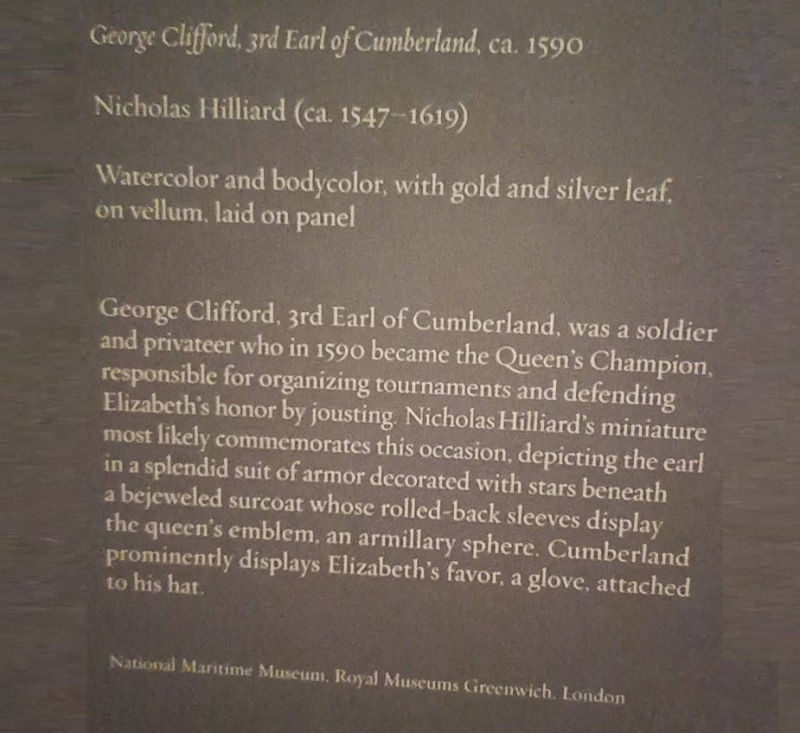 George Clifford, 3rd Earl of Cumberland, ca. 1590
Nicholas Hilliard (ca. 1547–1619)
Watercolor and bodycolor, with gold and silver leaf,
on vellum, laid on panel
George Clifford, 3rd Earl of Cumberland, was a soldier
and privateer who in 1590 became the Queen's Champion,
responsible for organizing tournaments and defending
Elizabeth's honor by jousting. Nicholas Hilliard's miniature
most likely commemorates this occasion, depicting the earl
in a splendid suit of armor decorated with stars beneath
a bejeweled surcoat whose rolled-back sleeves display
the queen's emblem, an armillary sphere. Cumberland
prominently displays Elizabeth's favor, a glove, attached
to his hat.
National Maritime Museum, Royal Museums Greenwich, London